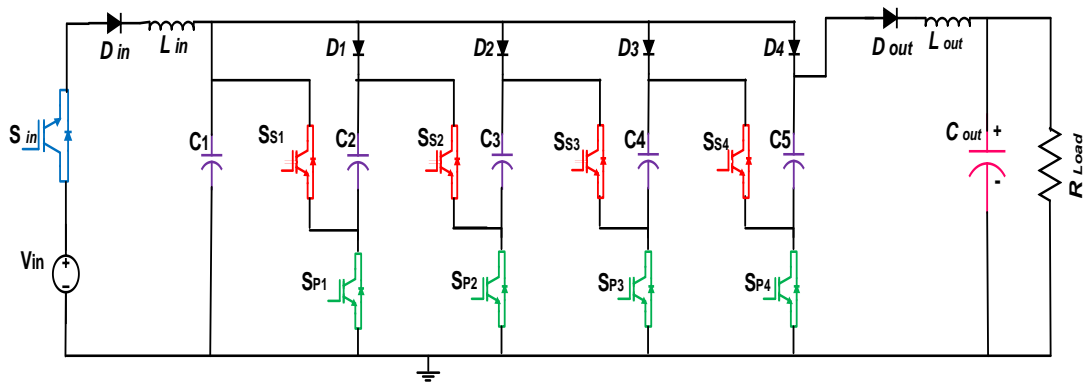 D in
L in
D1
D2
D3
D4
D out
L out
S in
C1
SS1
C2
SS2
C3
SS3
C4
SS4
C5
C out
+
-
R Load
Vin
+
-
SP1
SP2
SP3
SP4